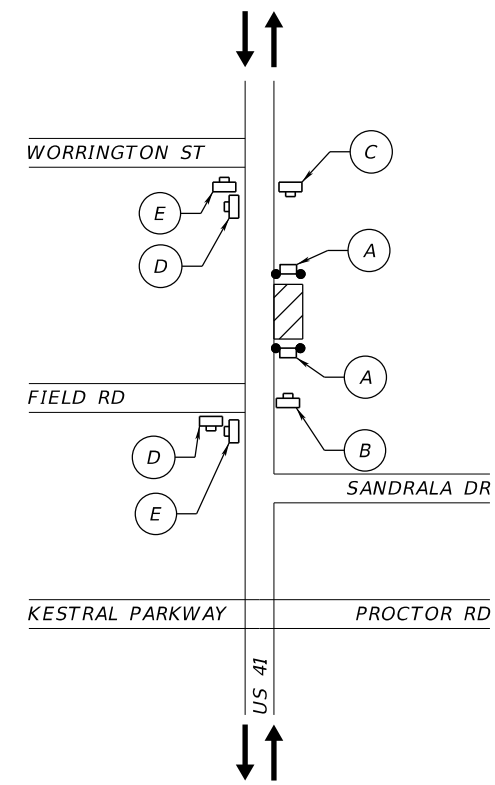 WORRINGTON ST
C
E
A
D
A
FIELD RD
B
D
SANDRALA DR
E
KESTRAL PARKWAY
PROCTOR RD
US 41